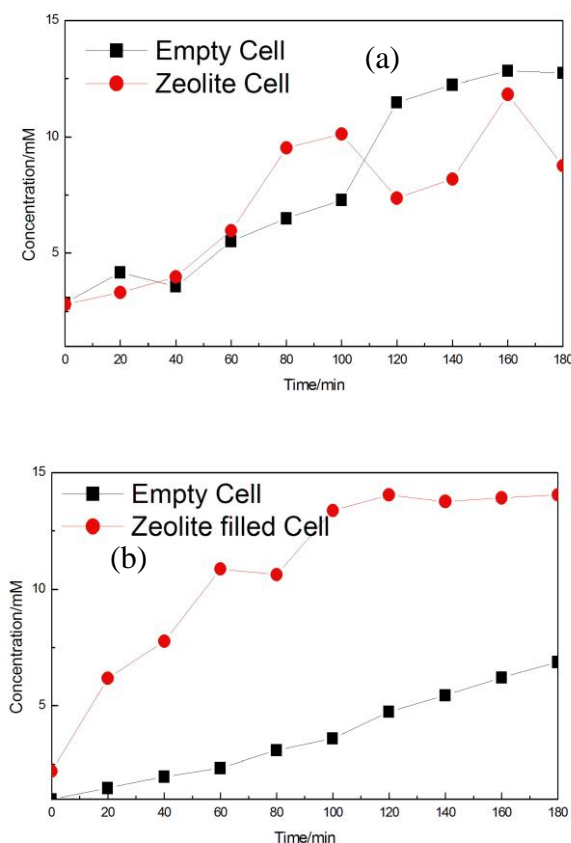 15
Empty Cell
(a)
Zeolite Cell
10
Concentration/mM
5
0 20 40 60 80 100 120 140 160 180
Time/min
15
Empty Cell
Zeolite filled Cell
(b)
10
Concentration/mM
5
0 20 40 60 80 100 120 140 160 180
Time/min